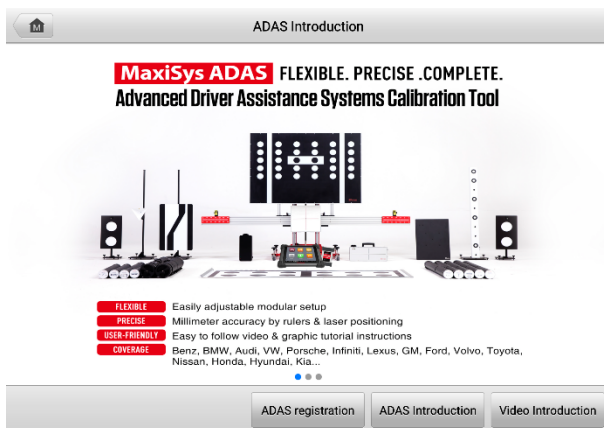 M
ADAS Introduction
MaxiSys ADAS FLEXIBLE. PRECISE .COMPLETE.
Advanced Driver Assistance Systems Calibration Tool
FLEXIBLE Easily adjustable modular setup
PRECISE Millimeter accuracy by rulers & laser positioning
USER-FRIENDLY Easy to follow video & graphic tutorial instructions
COVERAGE Benz, BMW, Audi, VW, Porsche, Infiniti, Lexus, GM, Ford, Volvo, Toyota,
Nissan, Honda, Hyundai, Kia...
ADAS registration ADAS Introduction Video Introduction